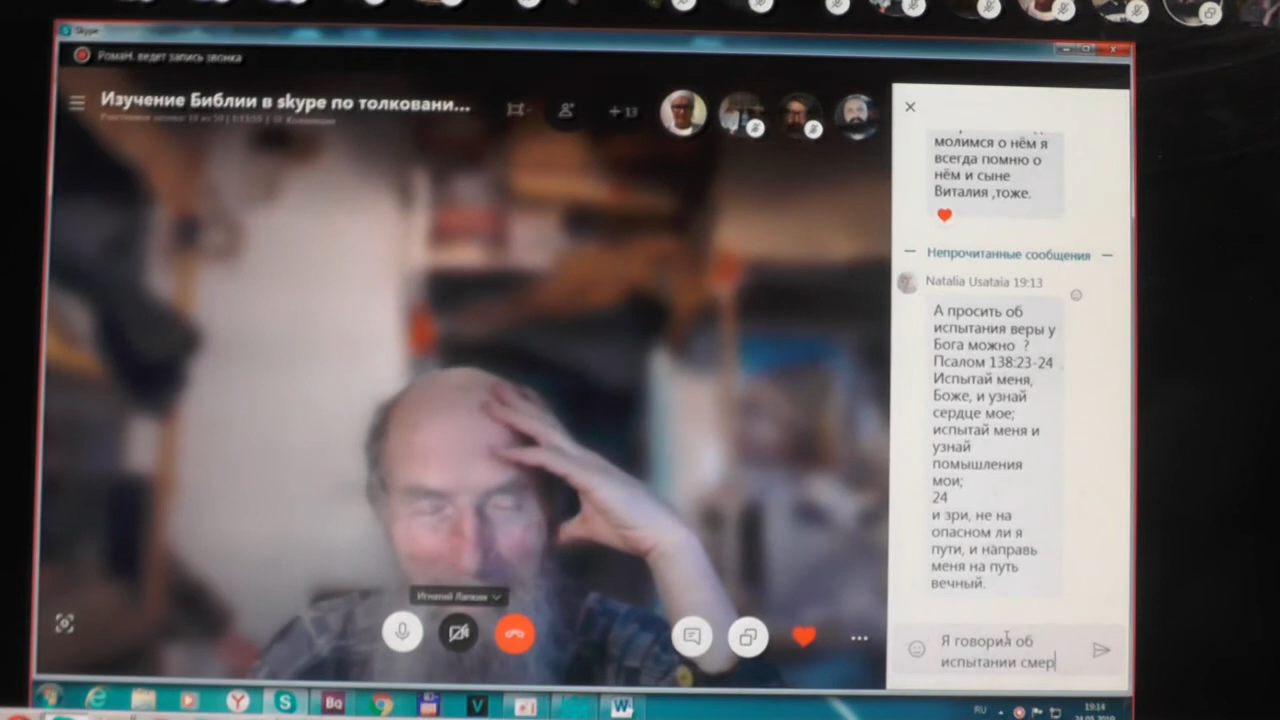 Skype
РомаН. ведет запись звонка
Изучение Библии в skype по толковани...
+13
молимся о нём я
всегда помню о
нём и сыне
Виталия ,тоже.
Непрочитанные сообщения
Natalia Usataia 19:13
А просить об
испытания веры у
Бога можно ?
Псалом 138:23-24
Испытай меня,
Боже, и узнай
сердце мое;
испытай меня и
узнай
помышления
мои;
24
и зри, не на
опасном ли я
пути, и направь
меня на путь
вечный.
Игнатий Лапкин
Я говорил об
испытании смер
Bq
RU
19:14